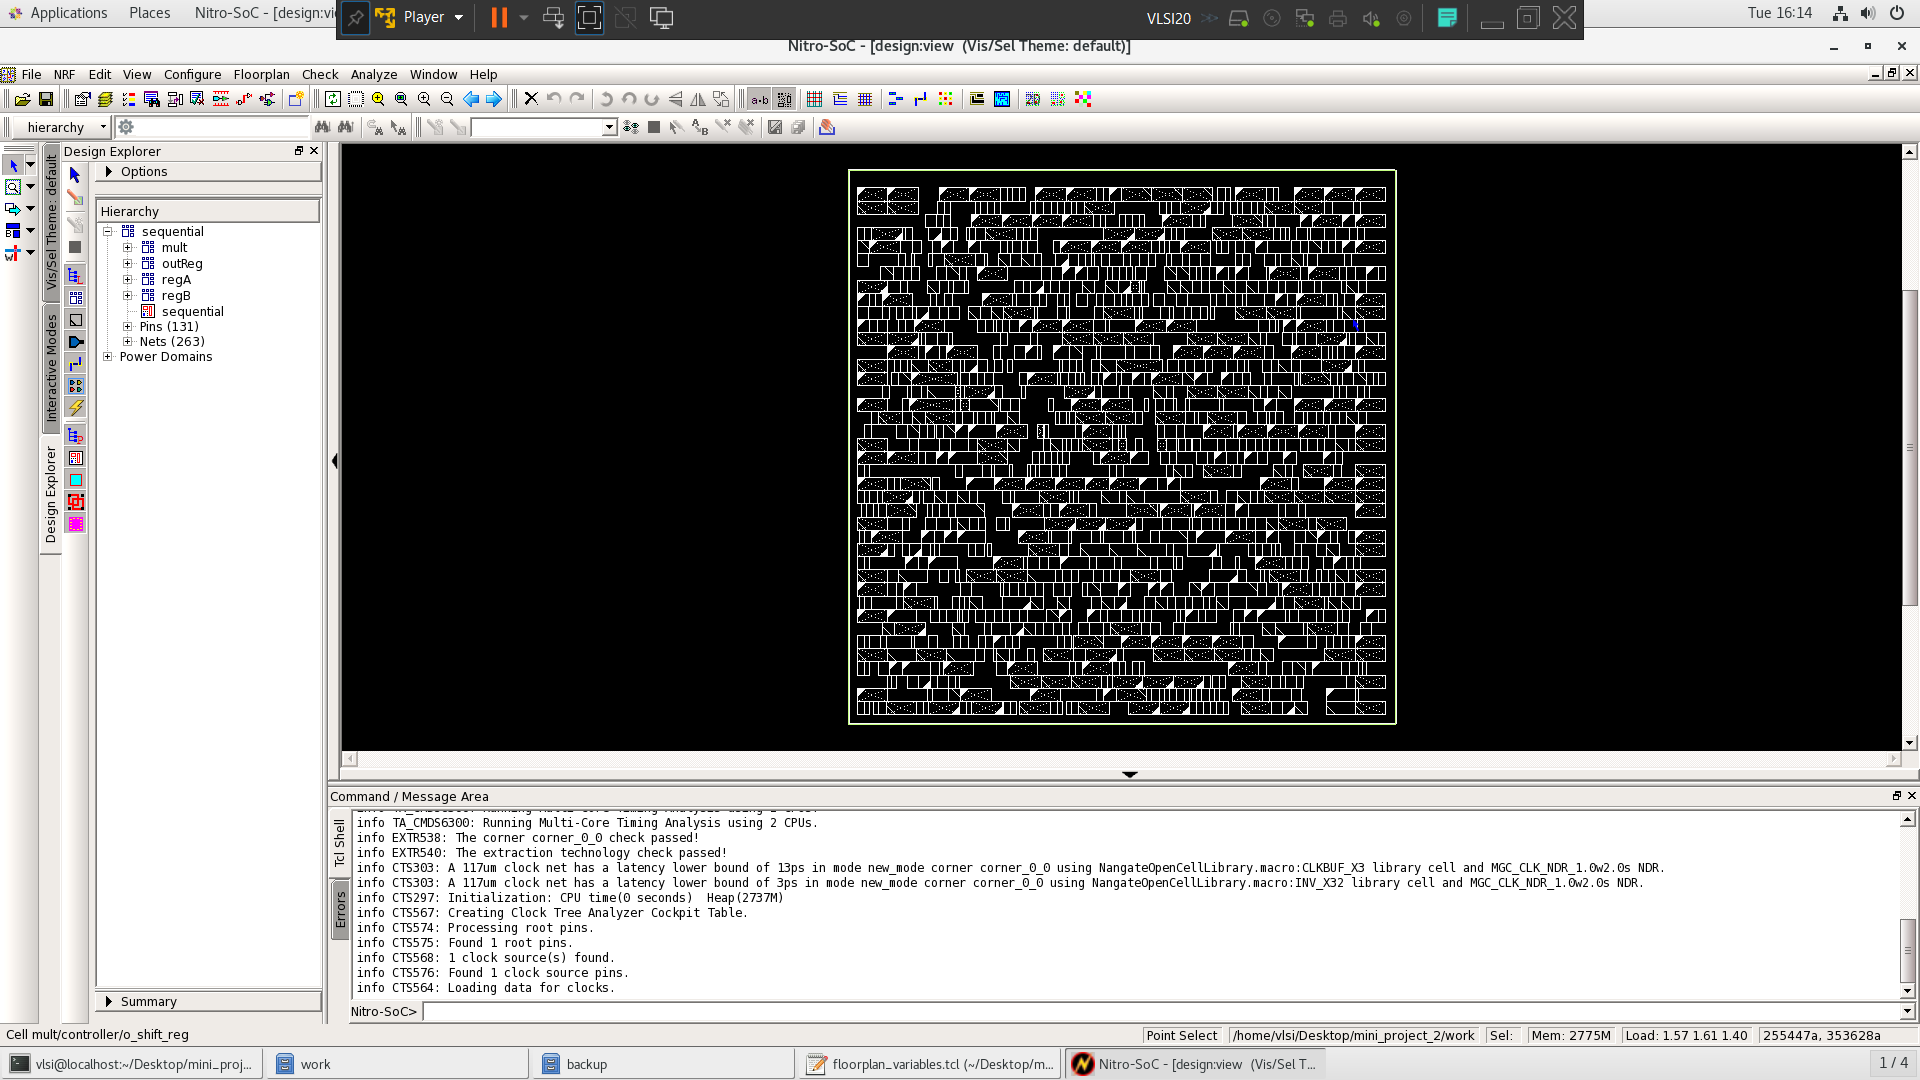 Applications Places Nitro-SoC - [design:vi
Player
VLSI20
Tue 16:14
Nitro-SoC - [design:view (Vis/Sel Theme: default)]
File NRF Edit View Configure Floorplan Check Analyze Window Help
hierarchy
Design Explorer
Options
Hierarchy
sequential
mult
outReg
regA
regB
sequential
Pins (131)
Nets (263)
Power Domains
Vis/Sel Theme: default
Interactive Modes
Design Explorer
Summary
Command / Message Area
Tcl Shell
Errors
info TA_CMDS6300: Running Multi-Core Timing Analysis using 2 CPUs.
info TA_CMDS6300: Running Multi-Core Timing Analysis using 2 CPUs.
info EXTR538: The corner corner_0_0 check passed!
info EXTR540: The extraction technology check passed!
info CTS303: A 117um clock net has a latency lower bound of 13ps in mode new_mode corner corner_0_0 using NangateOpenCellLibrary.macro:CLKBUF_X3 library cell and MGC_CLK_NDR_1.0w2.0s NDR.
info CTS303: A 117um clock net has a latency lower bound of 3ps in mode new_mode corner corner_0_0 using NangateOpenCellLibrary.macro:INV_X32 library cell and MGC_CLK_NDR_1.0w2.0s NDR.
info CTS297: Initialization: CPU time(0 seconds) Heap(2737M)
info CTS567: Creating Clock Tree Analyzer Cockpit Table.
info CTS574: Processing root pins.
info CTS575: Found 1 root pins.
info CTS568: 1 clock source(s) found.
info CTS576: Found 1 clock source pins.
info CTS564: Loading data for clocks.
Nitro-SoC>
Cell mult/controller/o_shift_reg
Point Select /home/vlsi/Desktop/mini_project_2/work Sel: Mem: 2775M Load: 1.57 1.61 1.40 255447a, 353628a
vlsi@localhost:~/Desktop/mini_proj... work backup floorplan_variables.tcl (~/Desktop/m... Nitro-SoC - [design:view (Vis/Sel T... 1 / 4